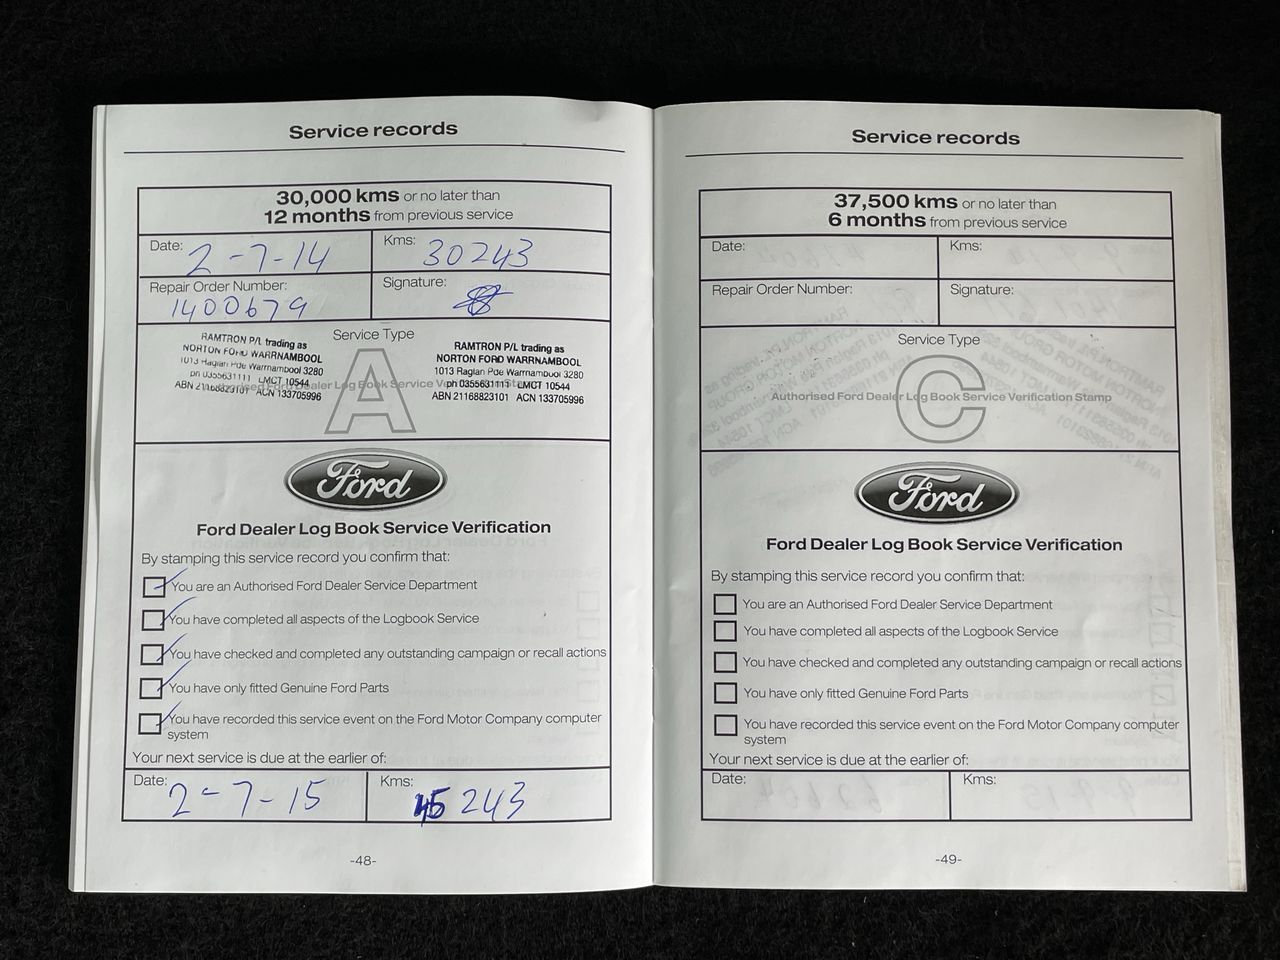 Service records
30,000 kms or no later than
12 months from previous service
Date: 2-7-14
Kms: 30243
Repair Order Number: 1400679
Signature:
Service Type
RAMTRON P/L trading as
NORTON FORD WARRNAMBOOL
1013 Raglan Pde Warrnambool 3280
ph 0355631111 LMCT 10544
ABN 21168823101 ACN 133705996
A
Authorised Ford Dealer Log Book Service Verification Stamp
RAMTRON P/L trading as
NORTON FORD WARRNAMBOOL
1013 Raglan Pde Warrnambool 3280
ph 035563111 LMCT 10544
ABN 21168823101 ACN 133705996
Ford
Ford Dealer Log Book Service Verification
By stamping this service record you confirm that:
You are an Authorised Ford Dealer Service Department
You have completed all aspects of the Logbook Service
You have checked and completed any outstanding campaign or recall actions
You have only fitted Genuine Ford Parts
You have recorded this service event on the Ford Motor Company computer
system
Your next service is due at the earlier of:
Date: 2-7-15
Kms: 45243
-48-
Service records
37,500 kms or no later than
6 months from previous service
Date:
Kms:
Repair Order Number:
Signature:
Service Type
C
Authorised Ford Dealer Log Book Service Verification Stamp
Ford
Ford Dealer Log Book Service Verification
By stamping this service record you confirm that:
You are an Authorised Ford Dealer Service Department
You have completed all aspects of the Logbook Service
You have checked and completed any outstanding campaign or recall actions
You have only fitted Genuine Ford Parts
You have recorded this service event on the Ford Motor Company computer
system
Your next service is due at the earlier of:
Date:
Kms:
-49-